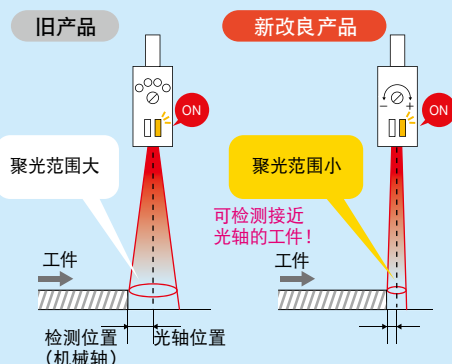 旧产品
ON
聚光范围大
工件
检测位置
（机械轴）
光轴位置
新改良产品
− +
ON
聚光范围小
可检测接近
光轴的工件！
工件